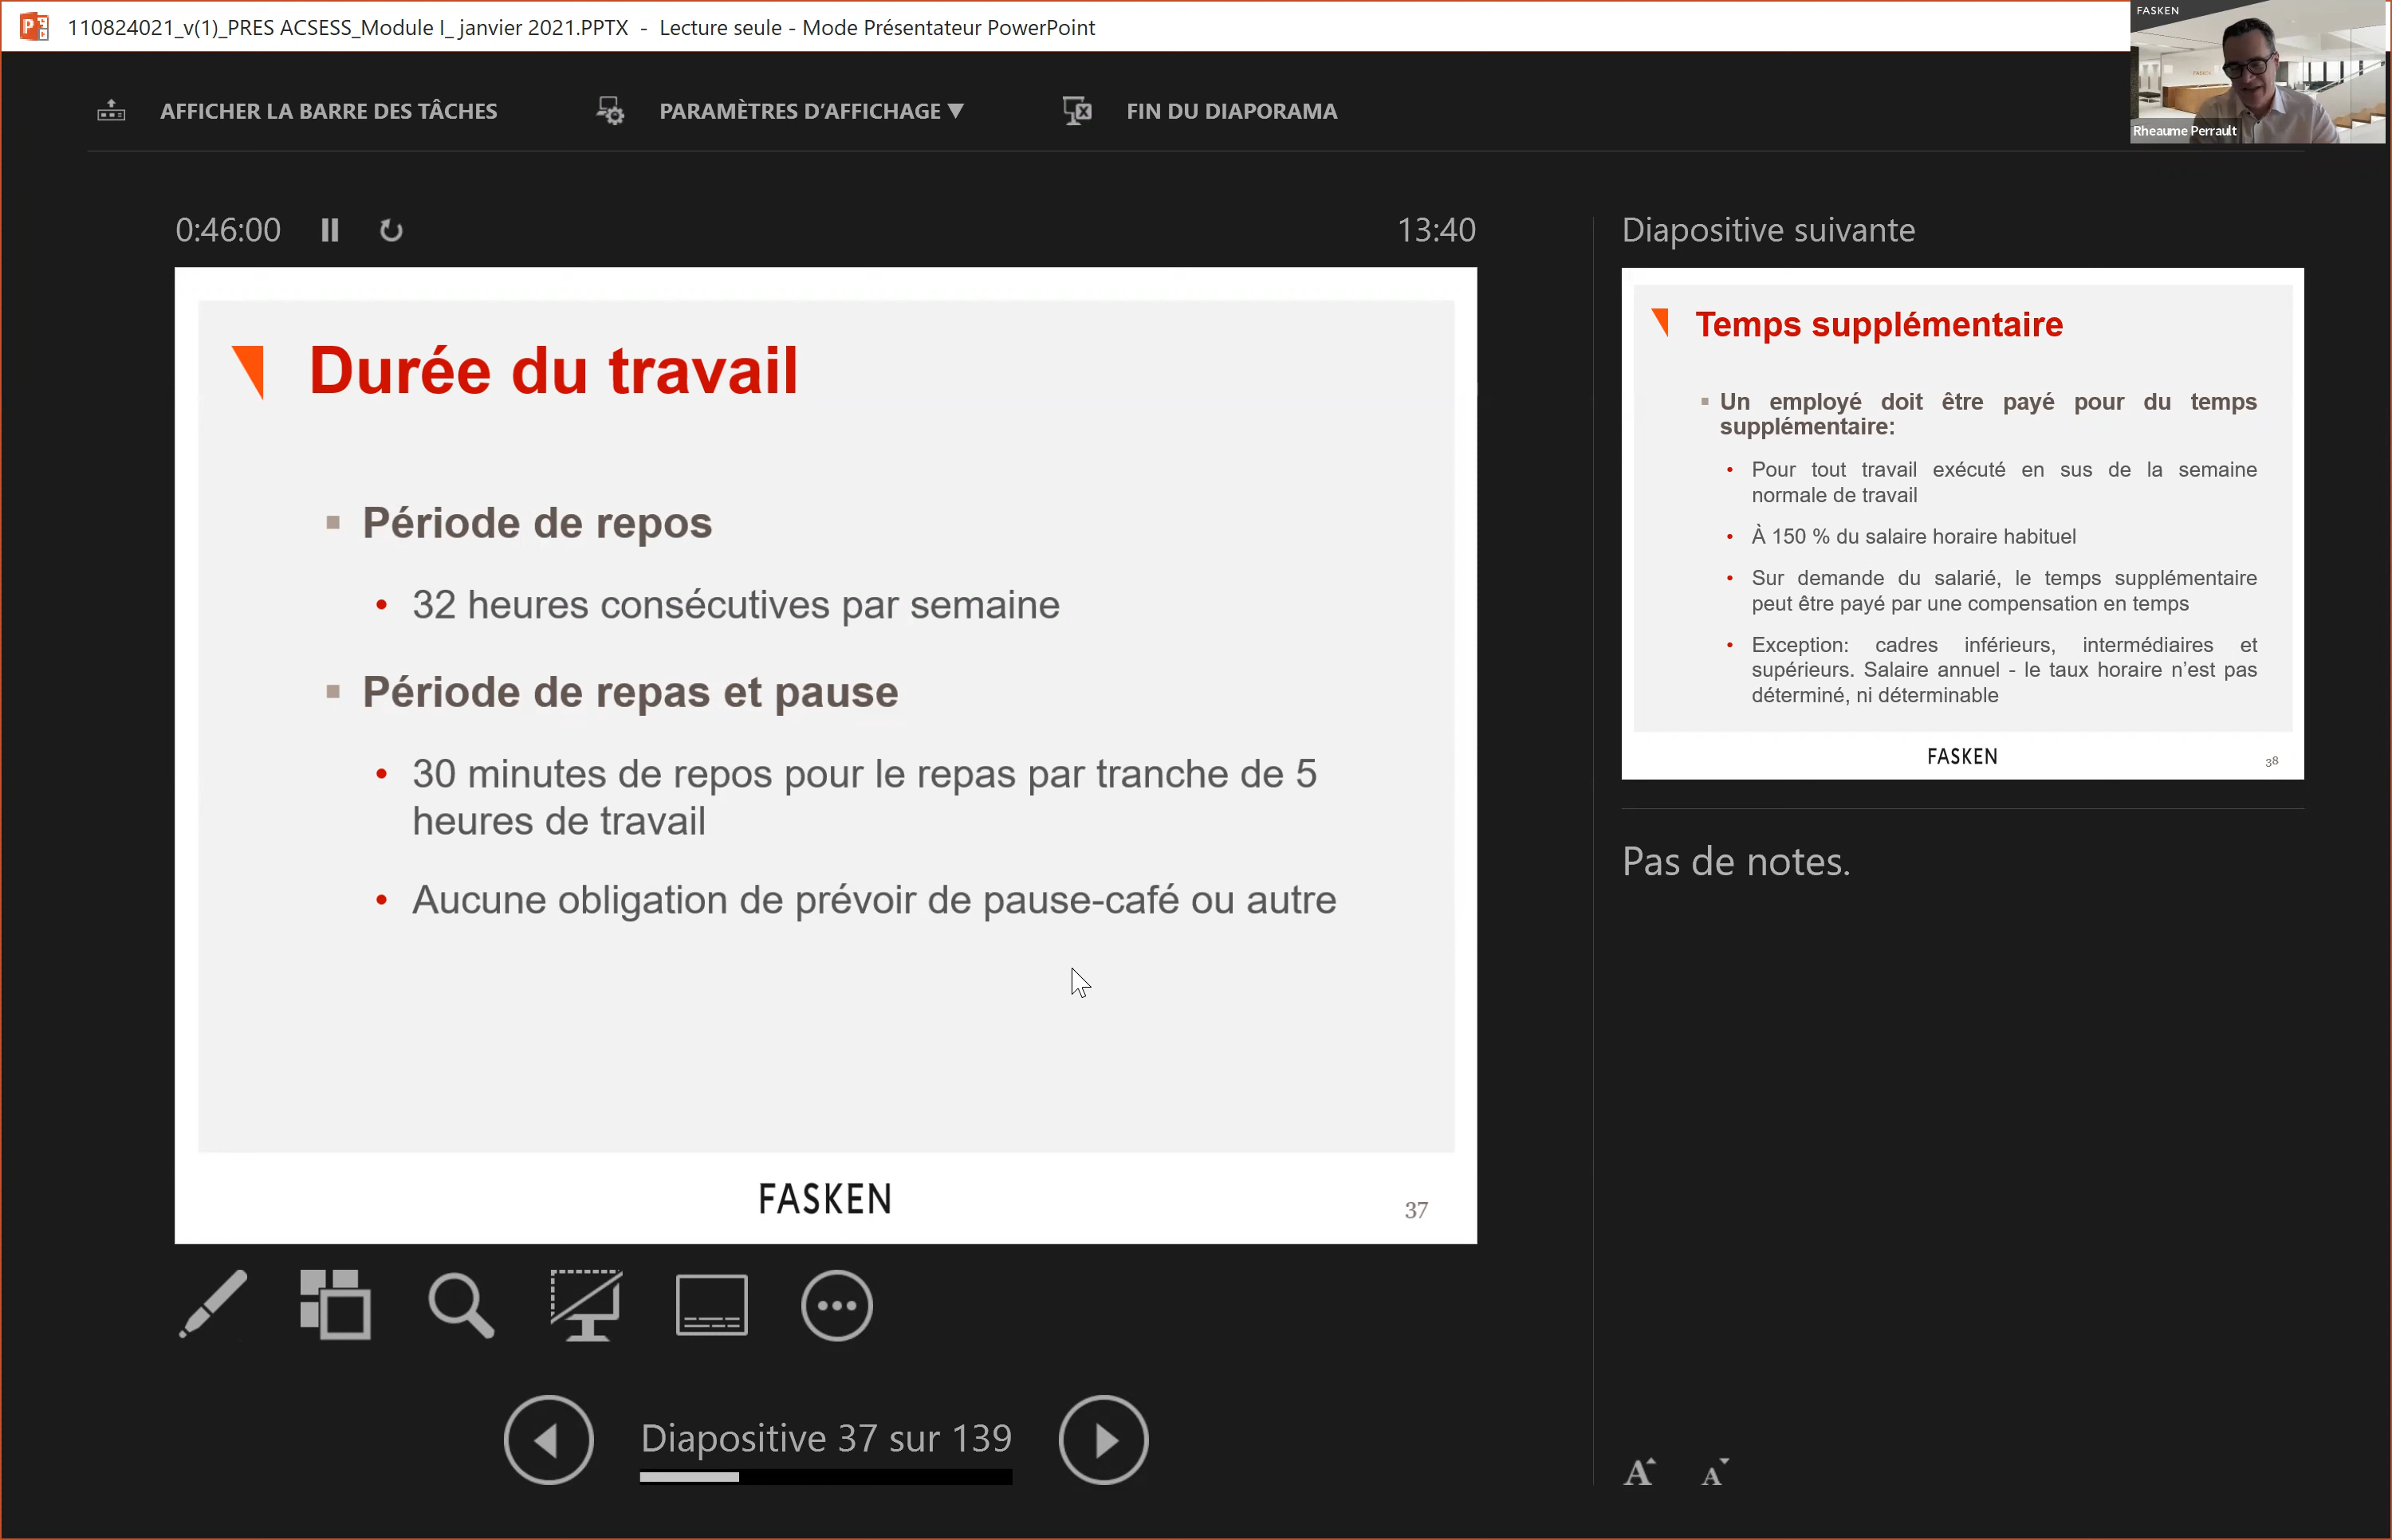 110824021_v(1)_PRES ACSESS_Module I_ janvier 2021.PPTX - Lecture seule - Mode Présentateur PowerPoint
FASKEN
Rheaume Perrault
AFFICHER LA BARRE DES TÂCHES
PARAMÈTRES D'AFFICHAGE
FIN DU DIAPORAMA
0:46:00
13:40
Durée du travail
Période de repos
32 heures consécutives par semaine
Période de repas et pause
30 minutes de repos pour le repas par tranche de 5
heures de travail
Aucune obligation de prévoir de pause-café ou autre
FASKEN
37
Diapositive 37 sur 139
Diapositive suivante
Temps supplémentaire
Un employé doit être payé pour du temps
supplémentaire:
Pour tout travail exécuté en sus de la semaine
normale de travail
À 150 % du salaire horaire habituel
Sur demande du salarié, le temps supplémentaire
peut être payé par une compensation en temps
Exception: cadres inférieurs, intermédiaires et
supérieurs. Salaire annuel - le taux horaire n'est pas
déterminé, ni déterminable
FASKEN
38
Pas de notes.
A A